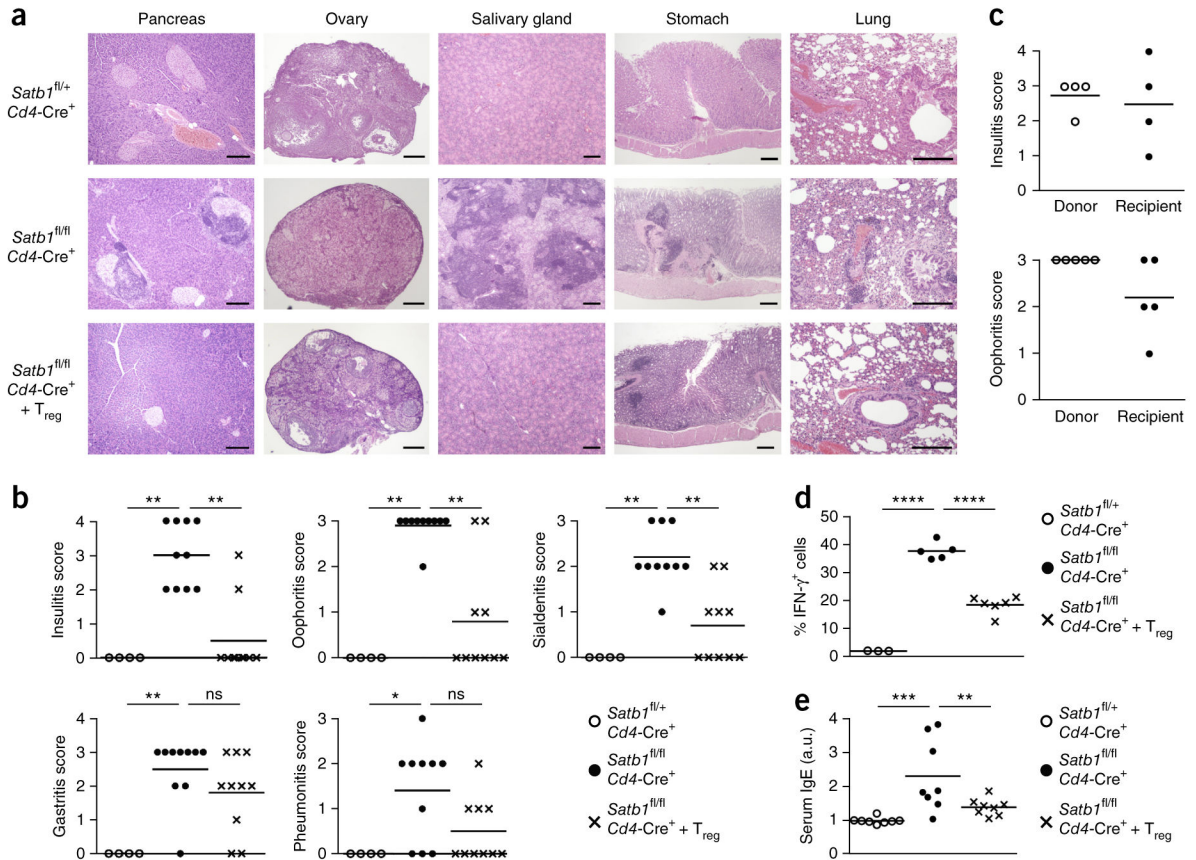 a
Pancreas Ovary Salivary gland Stomach Lung
Satb1fl/+
Cd4-Cre+
Satb1fl/fl
Cd4-Cre+
Satb1fl/fl
Cd4-Cre+
+ Treg
c
Insulitis score
4
3
2
1
0
Donor Recipient
Oophoritis score
3
2
1
0
Donor Recipient
b
** **
Insulitis score
4
3
2
1
0
** **
Oophoritis score
3
2
1
0
** **
Sialdenitis score
3
2
1
0
** ns
Gastritis score
4
3
2
1
0
* ns
Pheumonitis score
3
2
1
0
Satb1fl/+
Cd4-Cre+
Satb1fl/fl
Cd4-Cre+
Satb1fl/fl
Cd4-Cre+ + Treg
d
**** ****
% IFN-γ+ cells
50
40
30
20
10
0
Satb1fl/+
Cd4-Cre+
Satb1fl/fl
Cd4-Cre+
Satb1fl/fl
Cd4-Cre+ + Treg
e
*** **
Serum IgE (a.u.)
4
3
2
1
0
Satb1fl/+
Cd4-Cre+
Satb1fl/fl
Cd4-Cre+
Satb1fl/fl
Cd4-Cre+ + Treg